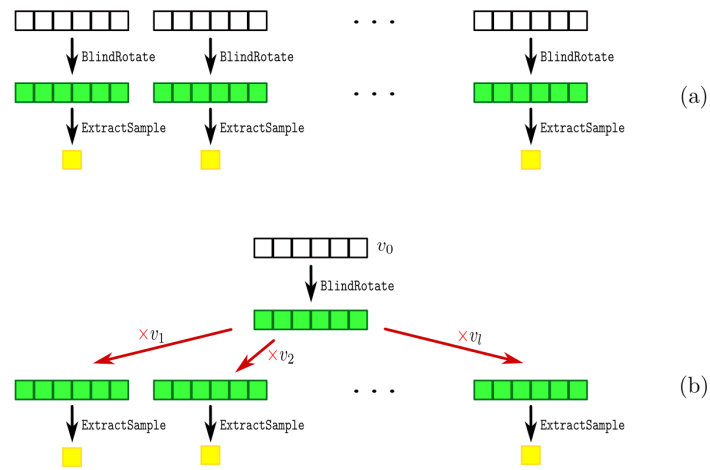 . . .
BlindRotate BlindRotate BlindRotate
. . .
(a)
ExtractSample ExtractSample ExtractSample
v₀
BlindRotate
×v₁ ×v₂ ×vₗ
. . .
(b)
ExtractSample ExtractSample ExtractSample